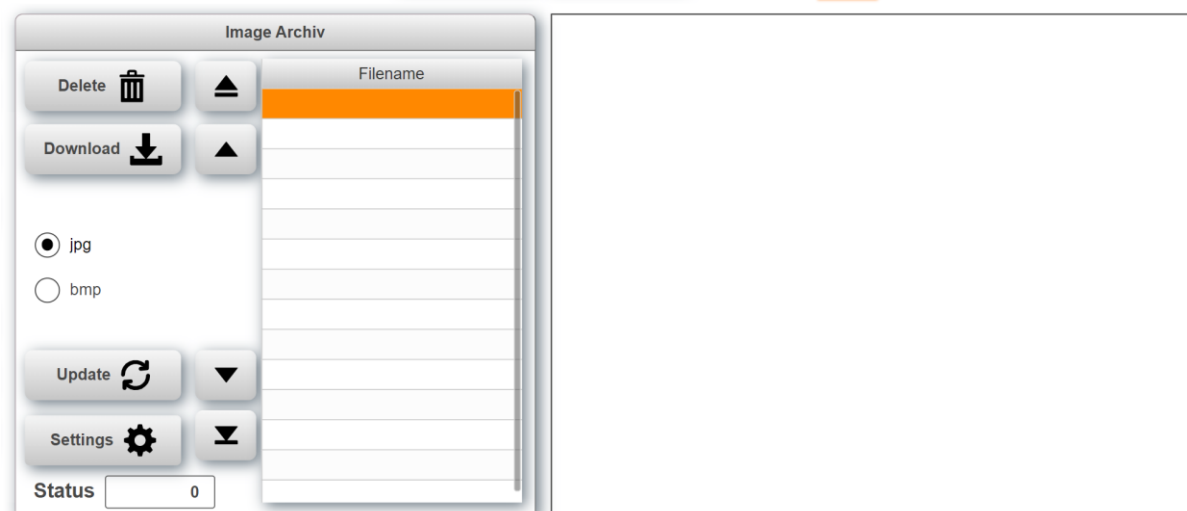 Image Archiv
Delete
Filename
Download
jpg
bmp
Update
Settings
Status 0